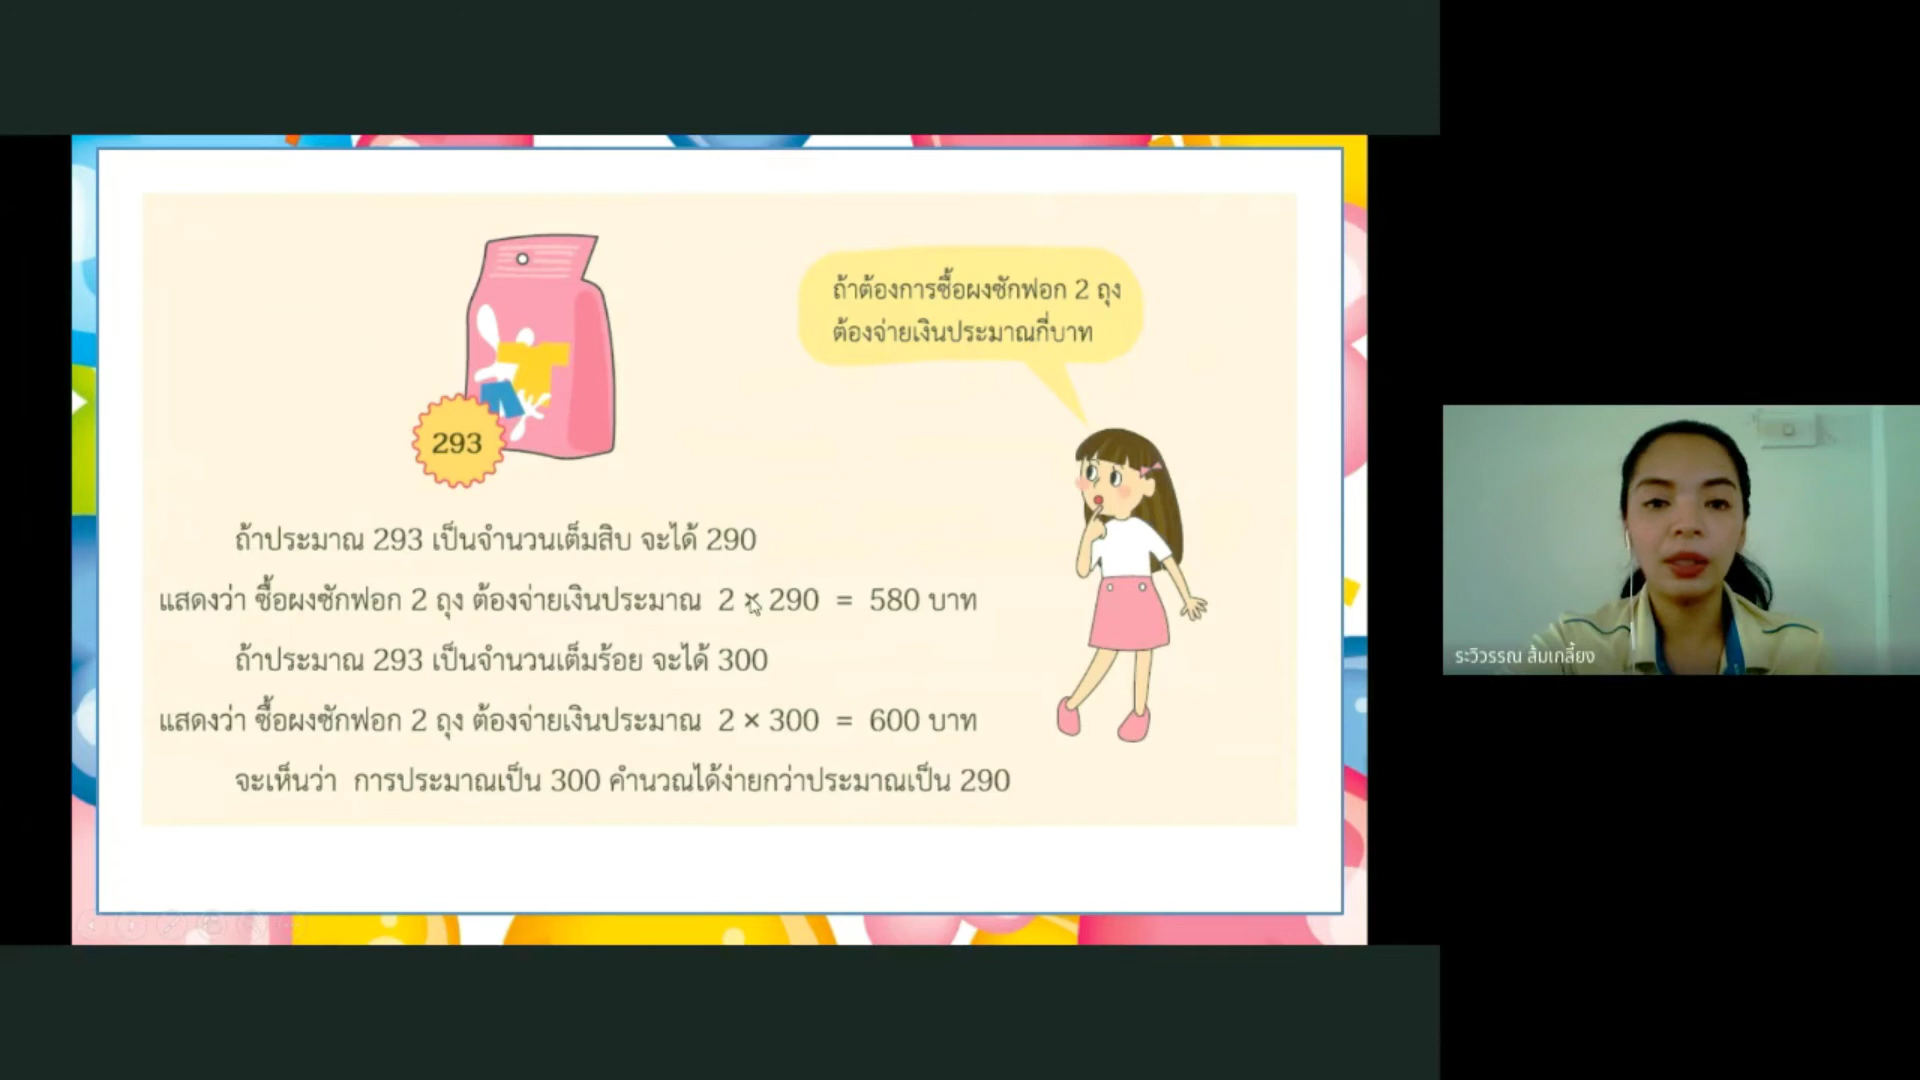 ถ้าต้องการซื้อผงซักฟอก 2 ถุง
ต้องจ่ายเงินประมาณกี่บาท
293
ถ้าประมาณ 293 เป็นจำนวนเต็มสิบ จะได้ 290
แสดงว่า ซื้อผงซักฟอก 2 ถุง ต้องจ่ายเงินประมาณ 2 × 290 = 580 บาท
ถ้าประมาณ 293 เป็นจำนวนเต็มร้อย จะได้ 300
แสดงว่า ซื้อผงซักฟอก 2 ถุง ต้องจ่ายเงินประมาณ 2 × 300 = 600 บาท
จะเห็นว่า การประมาณเป็น 300 คำนวณได้ง่ายกว่าประมาณเป็น 290
ระวิวรรณ ส้มเกลี้ยง